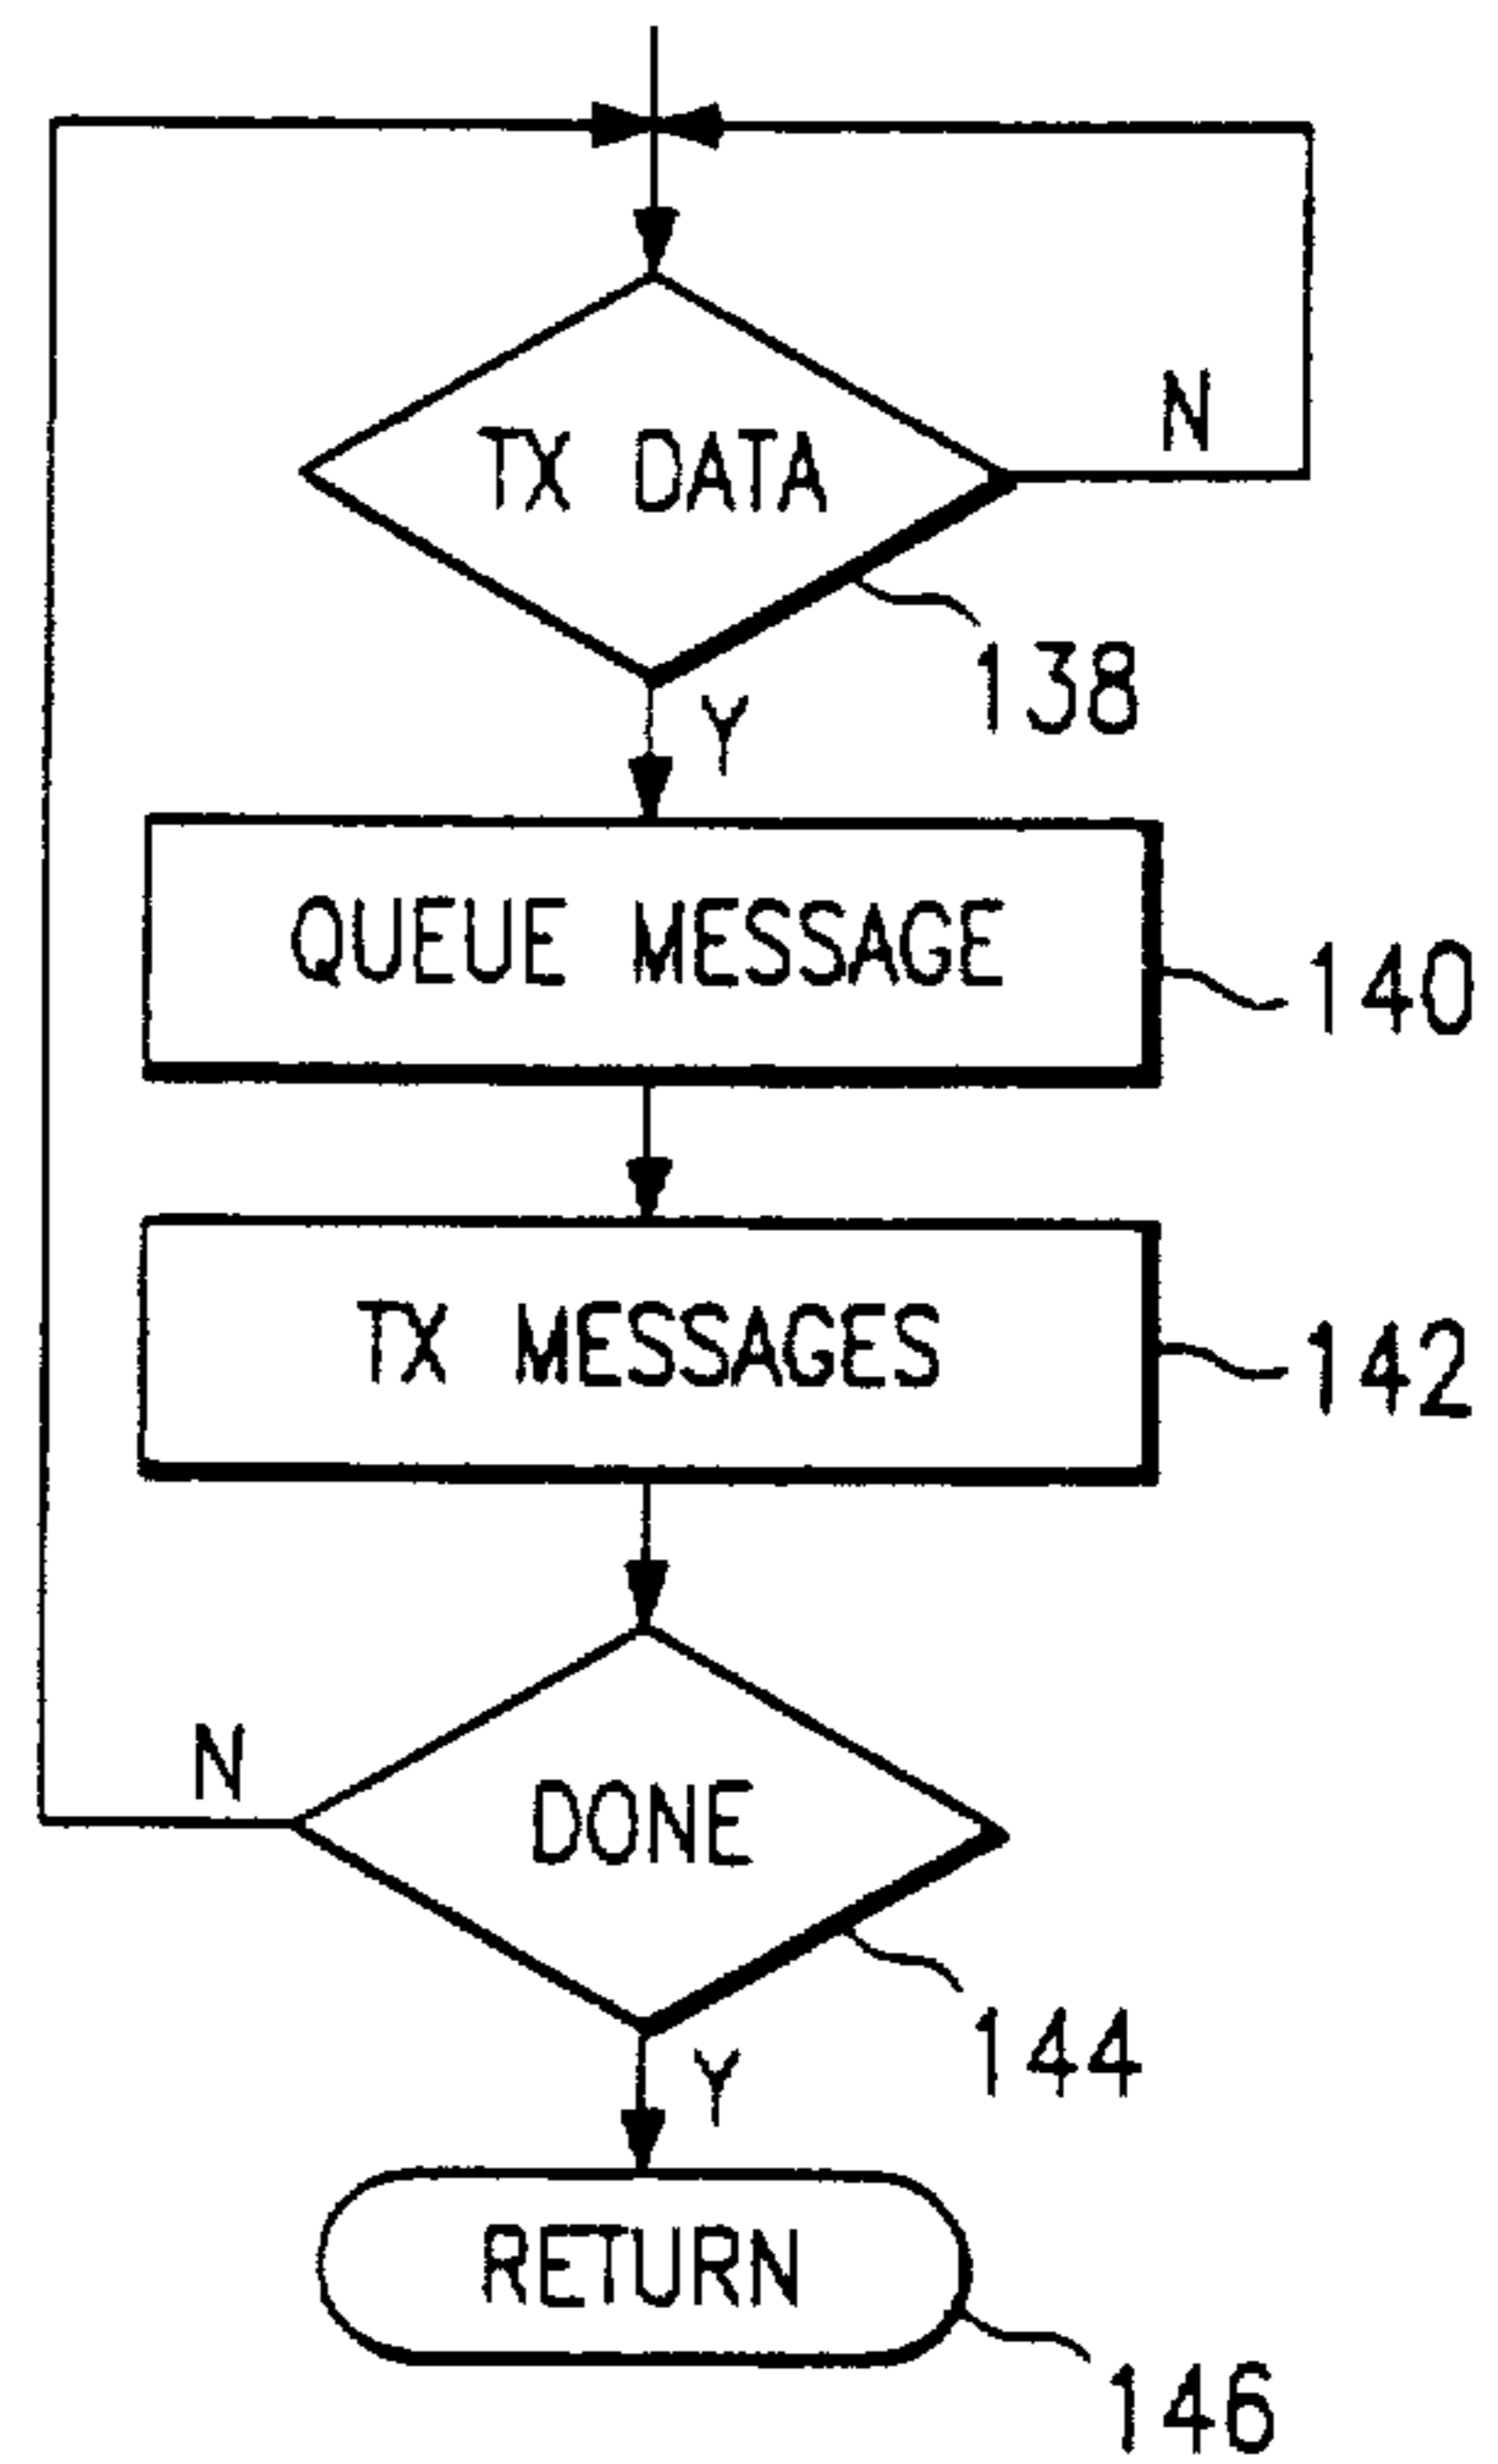 TX DATA
N
138
Y
QUEUE MESSAGE
140
TX MESSAGES
142
N
DONE
144
Y
RETURN
146